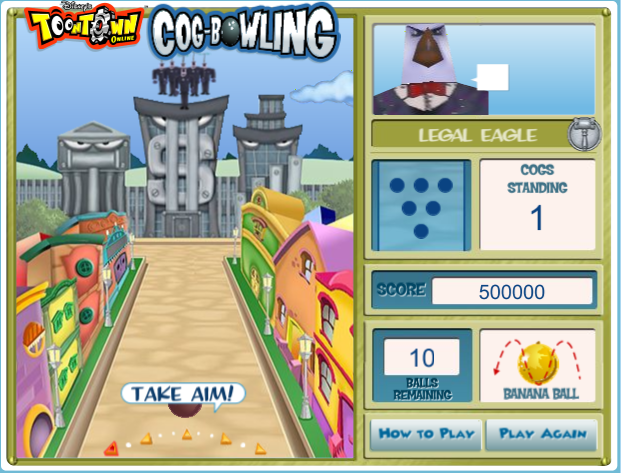 Disney's
TOONTOWN
ONLINE
COG-BOWLING
LEGAL EAGLE
COGS
STANDING
1
SCORE 500000
10
BALLS
REMAINING
BANANA BALL
TAKE AIM!
HOW TO PLAY
PLAY AGAIN